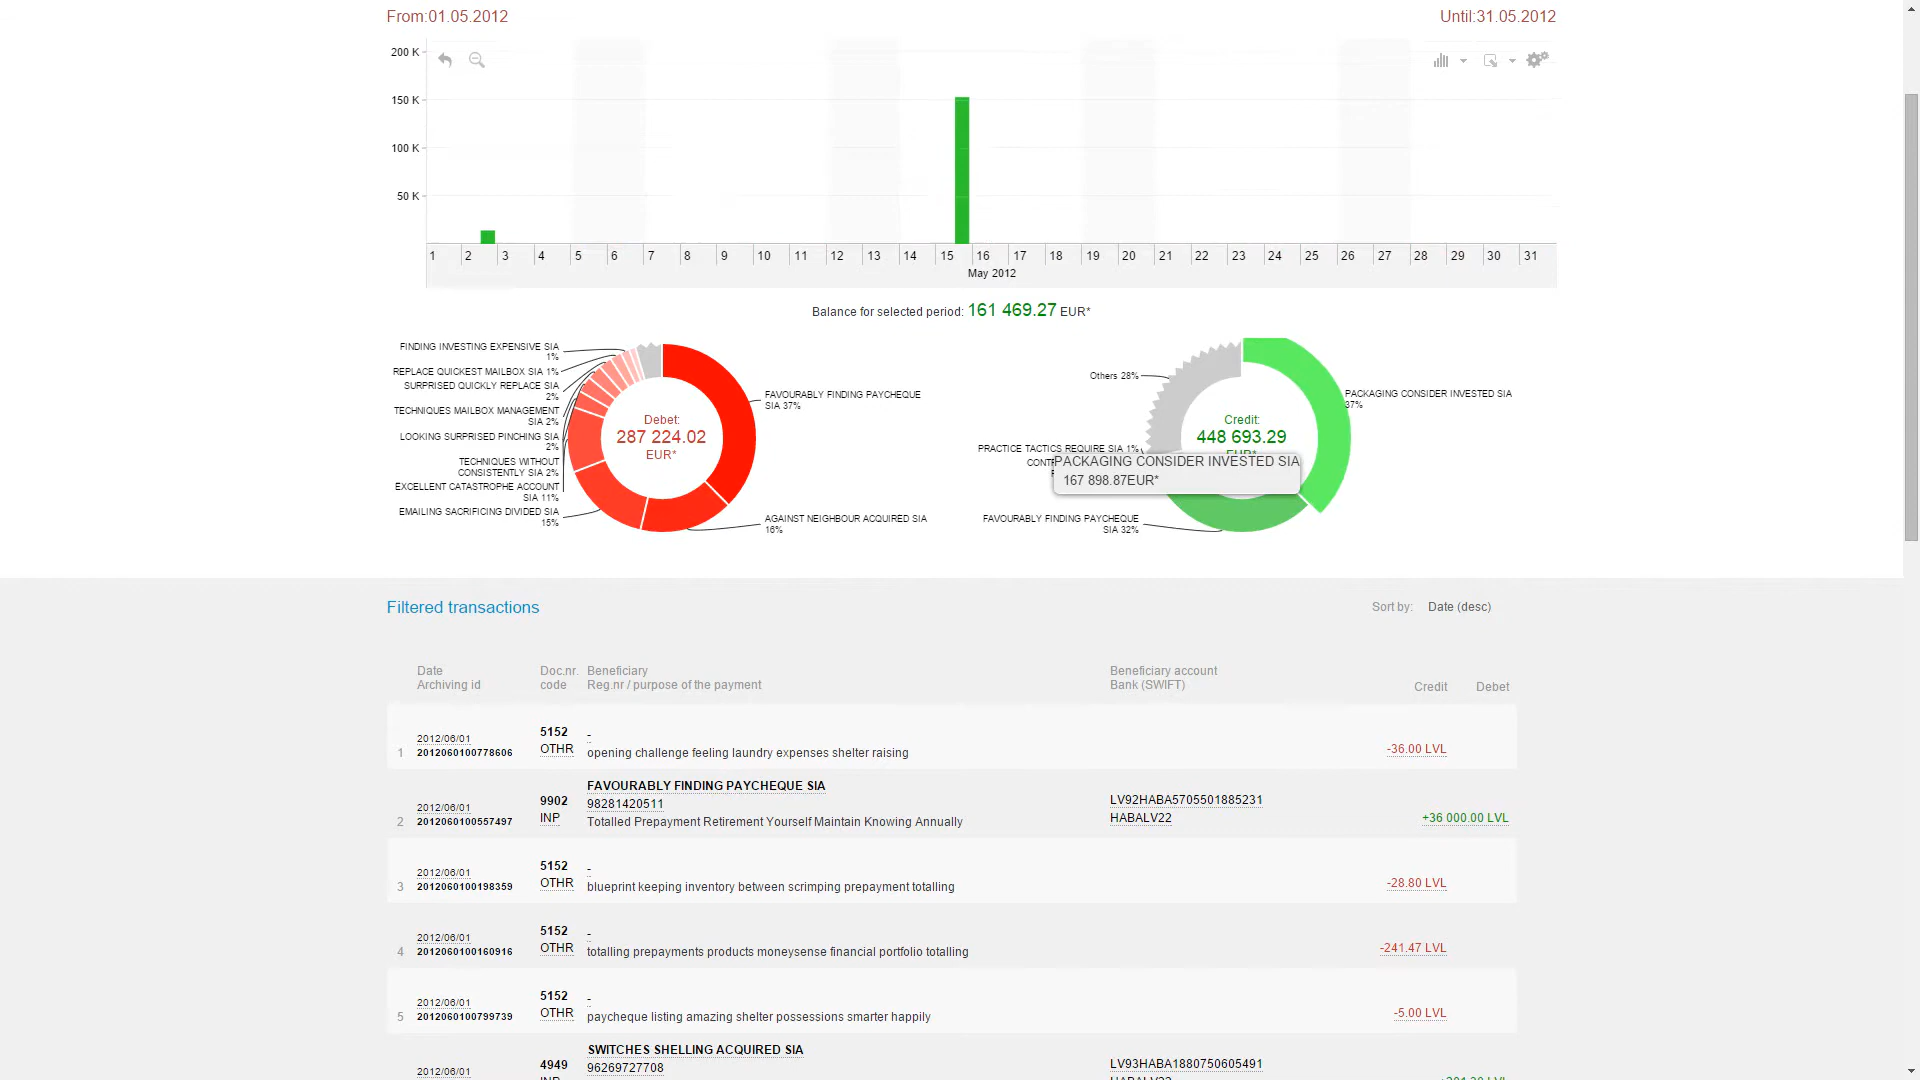 From:01.05.2012
Until:31.05.2012
200 K
150 K
100 K
50 K
1 2 3 4 5 6 7 8 9 10 11 12 13 14 15 16 17 18 19 20 21 22 23 24 25 26 27 28 29 30 31
May 2012
Balance for selected period: 161 469.27 EUR*
FINDING INVESTING EXPENSIVE SIA
1%
REPLACE QUICKEST MAILBOX SIA 1%
SURPRISED QUICKLY REPLACE SIA
2%
TECHNIQUES MAILBOX MANAGEMENT
SIA 2%
LOOKING SURPRISED PINCHING SIA
2%
TECHNIQUES WITHOUT
CONSISTENTLY SIA 2%
EXCELLENT CATASTROPHE ACCOUNT
SIA 11%
EMAILING SACRIFICING DIVIDED SIA
15%
Debet:
287 224.02
EUR*
FAVOURABLY FINDING PAYCHEQUE
SIA 37%
AGAINST NEIGHBOUR ACQUIRED SIA
16%
Others 28%
PRACTICE TACTICS REQUIRE SIA 1%
FAVOURABLY FINDING PAYCHEQUE
SIA 32%
Credit:
448 693.29
EUR*
PACKAGING CONSIDER INVESTED SIA
37%
PACKAGING CONSIDER INVESTED SIA
167 898.87EUR*
Filtered transactions
Sort by: Date (desc)
Date
Archiving id
Doc.nr.
code
Beneficiary
Reg.nr / purpose of the payment
Beneficiary account
Bank (SWIFT)
Credit
Debet
1
2012/06/01
2012060100778606
5152
OTHR
-
opening challenge feeling laundry expenses shelter raising
-36.00 LVL
2
2012/06/01
2012060100557497
9902
INP
FAVOURABLY FINDING PAYCHEQUE SIA
98281420511
Totalled Prepayment Retirement Yourself Maintain Knowing Annually
LV92HABA5705501885231
HABALV22
+36 000.00 LVL
3
2012/06/01
2012060100198359
5152
OTHR
-
blueprint keeping inventory between scrimping prepayment totalling
-28.80 LVL
4
2012/06/01
2012060100160916
5152
OTHR
-
totalling prepayments products moneysense financial portfolio totalling
-241.47 LVL
5
2012/06/01
2012060100799739
5152
OTHR
-
paycheque listing amazing shelter possessions smarter happily
-5.00 LVL
2012/06/01
4949
SWITCHES SHELLING ACQUIRED SIA
96269727708
LV93HABA1880750605491